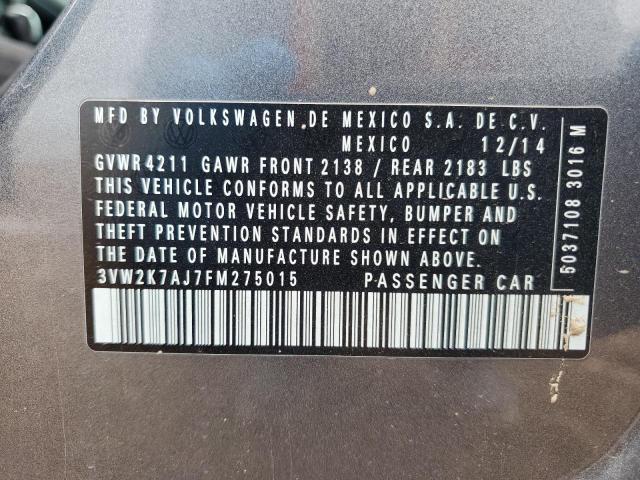 MFD BY VOLKSWAGEN DE MEXICO S.A. DE C.V.
MEXICO 12/14
GVWR 4211 GAWR FRONT 2138 / REAR 2183 LBS
THIS VEHICLE CONFORMS TO ALL APPLICABLE U.S.
FEDERAL MOTOR VEHICLE SAFETY, BUMPER AND
THEFT PREVENTION STANDARDS IN EFFECT ON
THE DATE OF MANUFACTURE SHOWN ABOVE.
3VW2K7AJ7FM275015 PASSENGER CAR
5037108 3016 M